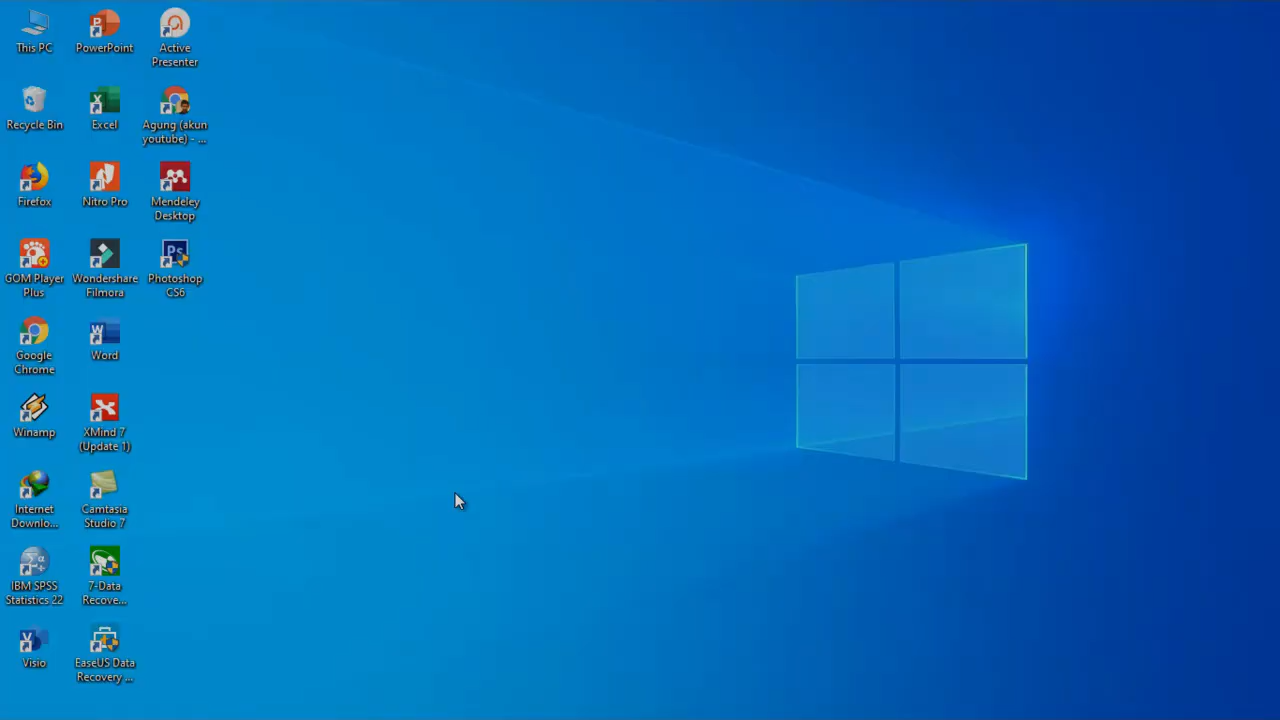 This PC
PowerPoint
Active
Presenter
Recycle Bin
Excel
Agung (akun
youtube) - ...
Firefox
Nitro Pro
Mendeley
Desktop
GOM Player
Plus
Wondershare
Filmora
Photoshop
CS6
Google
Chrome
Word
Winamp
XMind 7
(Update 1)
Internet
Downlo...
Camtasia
Studio 7
IBM SPSS
Statistics 22
7-Data
Recove...
Visio
EaseUS Data
Recovery ...